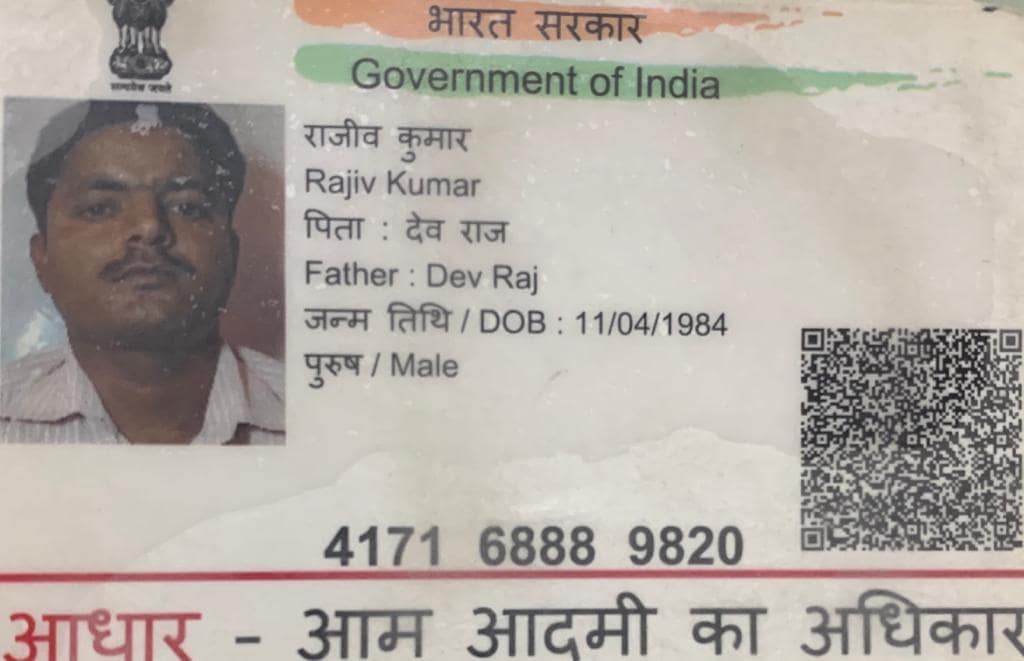 भारत सरकार
Government of India
सत्यमेव जयते
राजीव कुमार
Rajiv Kumar
पिता : देव राज
Father : Dev Raj
जन्म तिथि / DOB : 11/04/1984
पुरुष / Male
4171 6888 9820
आधार - आम आदमी का अधिकार